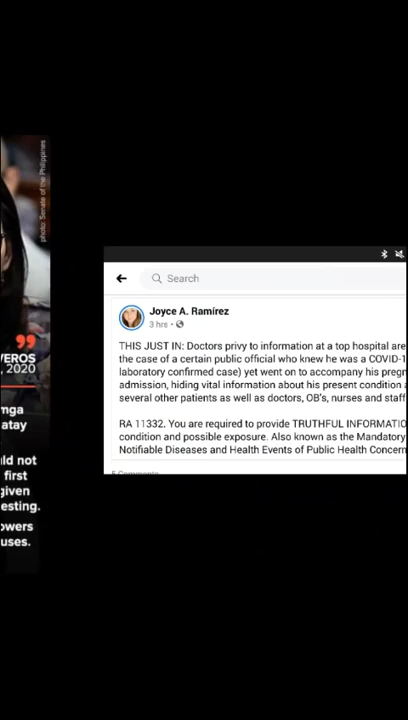 photo: Senate of the Philippines
”
VEROS
, 2020
mga
atay
uld not
first
given
esting.
owers
uses.
Search
Joyce A. Ramírez
3 hrs •
THIS JUST IN: Doctors privy to information at a top hospital are
the case of a certain public official who knew he was a COVID-1
laboratory confirmed case) yet went on to accompany his pregn
admission, hiding vital information about his present condition a
several other patients as well as doctors, OB's, nurses and staff
RA 11332. You are required to provide TRUTHFUL INFORMATIO
condition and possible exposure. Also known as the Mandatory
Notifiable Diseases and Health Events of Public Health Concern
5 Comments